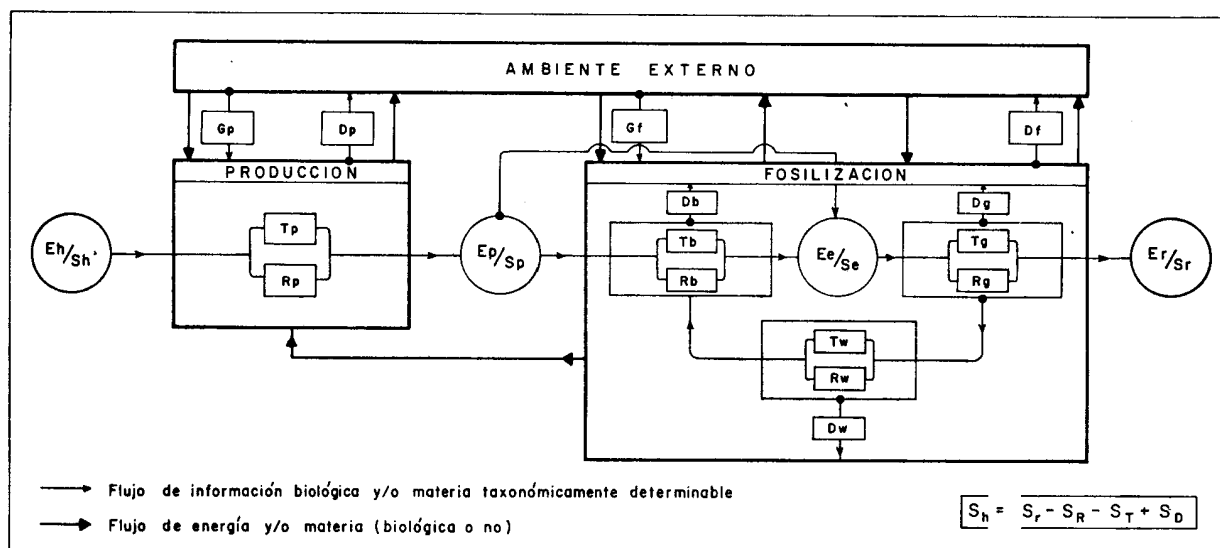 AMBIENTE EXTERNO
Gp
Dp
Gf
Df
PRODUCCIÓN
FOSILIZACION
Db
Dg
Eh/Sh'
Tp
Rp
Ep/Sp
Tb
Rb
Ee/Se
Tg
Rg
Er/Sr
Tw
Rw
Dw
Flujo de información biológica y/o materia taxonómicamente determinable
Flujo de energía y/o materia (biológica o no)
Sh = Sr - SR - ST + SD